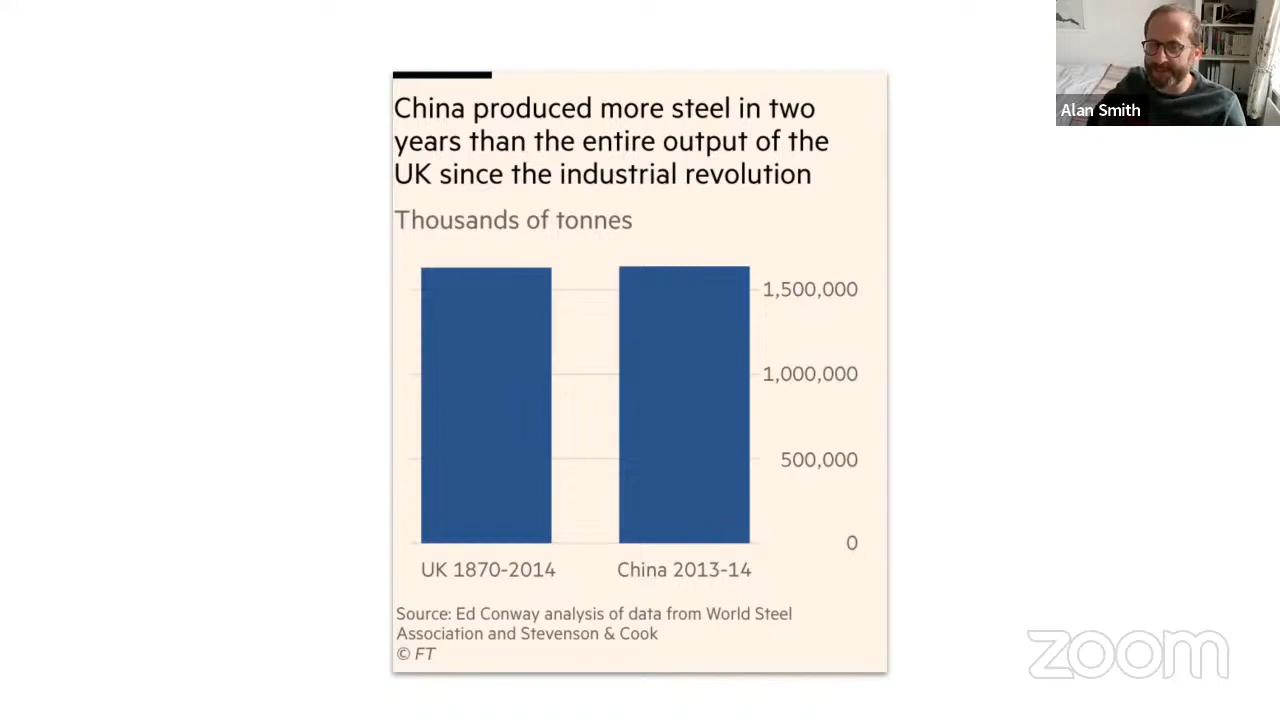 China produced more steel in two
years than the entire output of the
UK since the industrial revolution
Thousands of tonnes
1,500,000
1,000,000
500,000
0
UK 1870-2014
China 2013-14
Source: Ed Conway analysis of data from World Steel
Association and Stevenson & Cook
© FT
Alan Smith
zoom